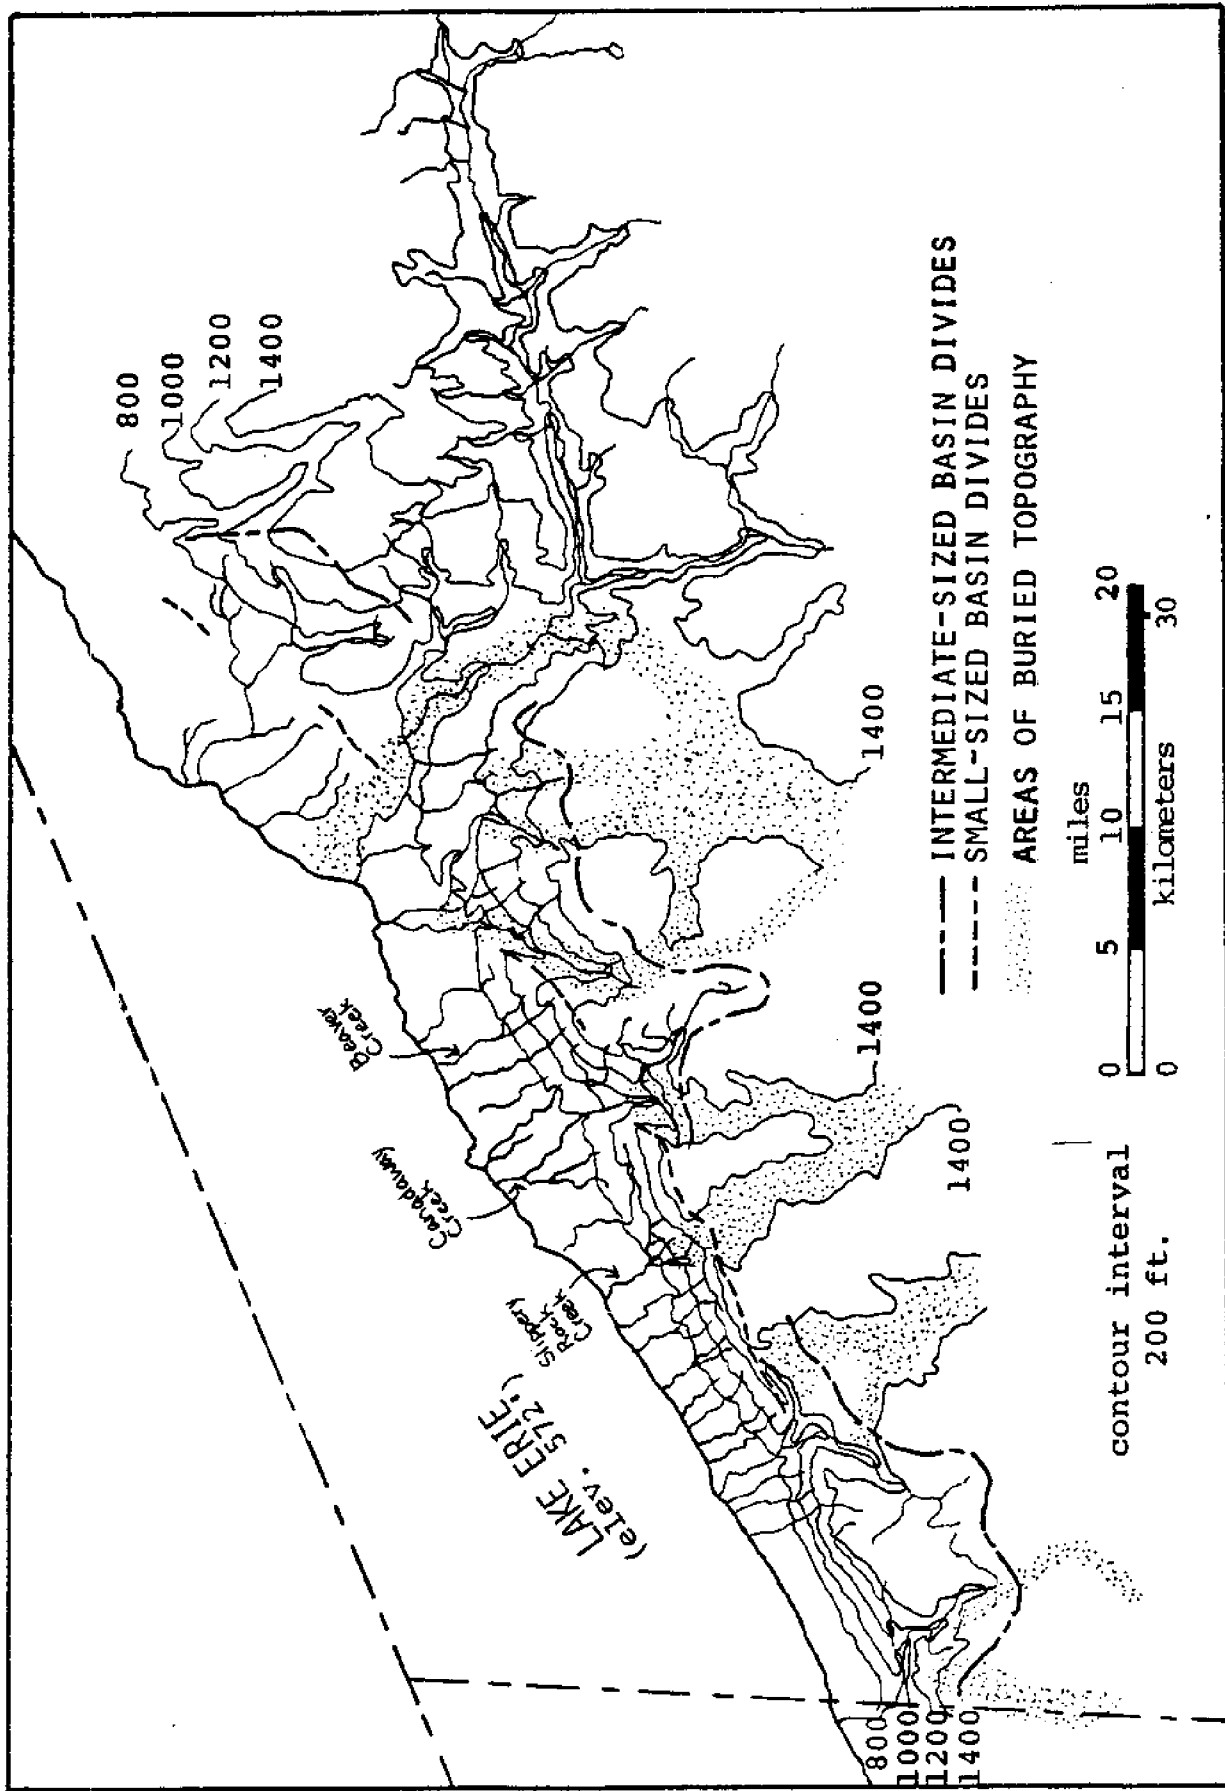 800
1000
1200
1400
Beaver
Creek
Canadaway
Creek
Slippery
Rock
Creek
LAKE ERIE
(elev. 572')
800
1000
1200
1400
1400
1400
1400
INTERMEDIATE-SIZED BASIN DIVIDES
SMALL-SIZED BASIN DIVIDES
AREAS OF BURIED TOPOGRAPHY
miles
0 5 10 15 20
0 30
kilometers
contour interval
200 ft.